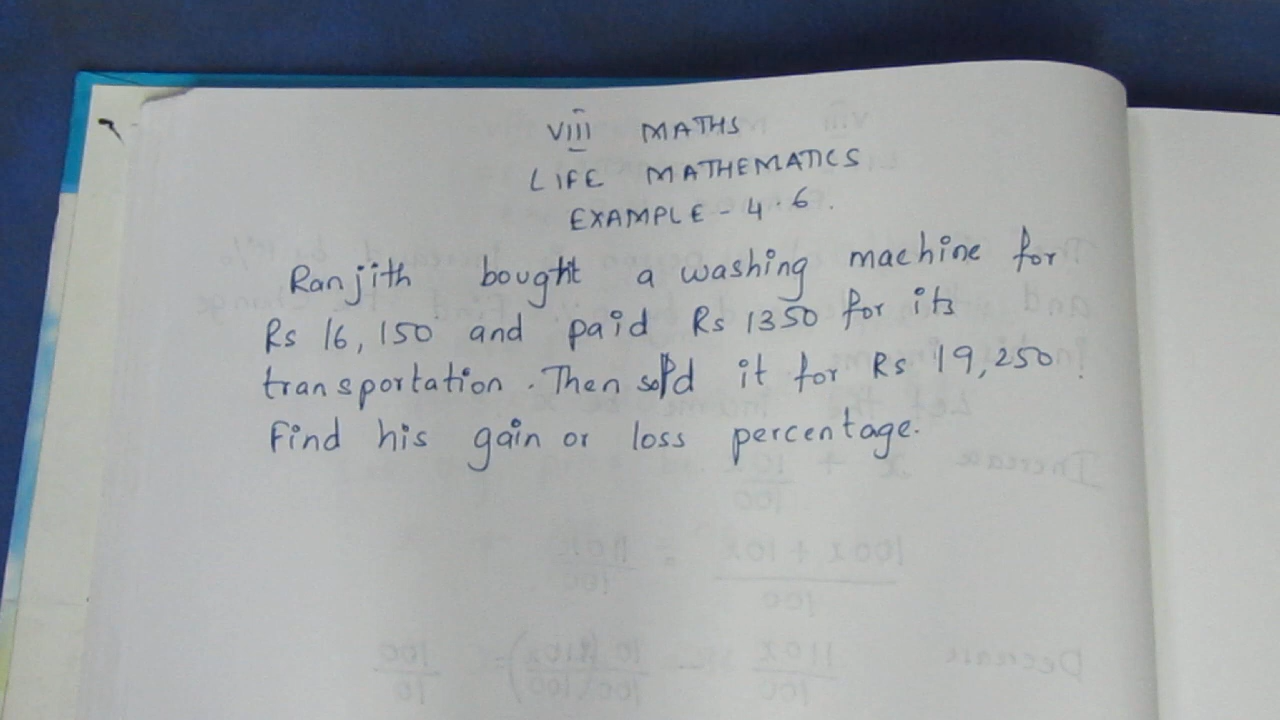 VIII MATHS
LIFE MATHEMATICS
EXAMPLE - 4.6.
Ranjith bought a washing machine for
Rs 16,150 and paid Rs 1350 for its
transportation. Then sold it for Rs 19,250.
Find his gain or loss percentage.